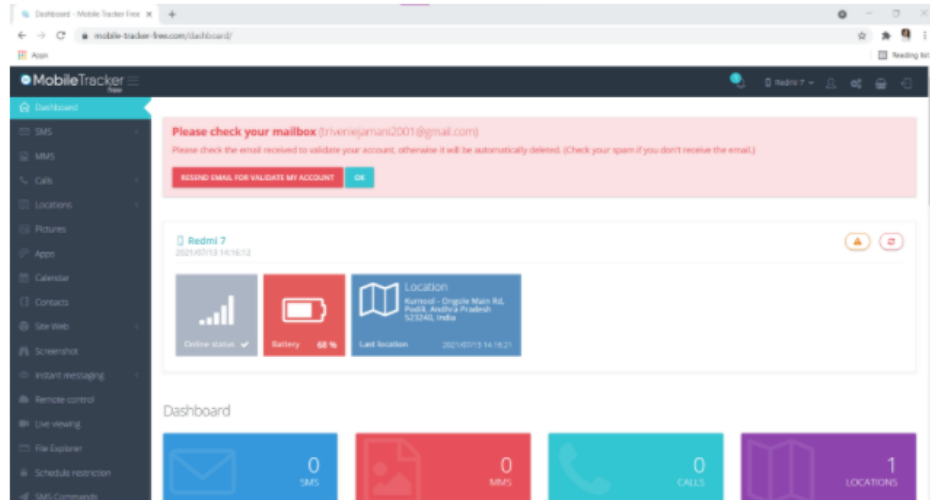 Dashboard - Mobile Tracker Free
mobile-tracker-free.com/dashboard/
Apps
Reading list
MobileTracker
free
Redmi 7
Dashboard
SMS
MMS
Calls
Locations
Pictures
Apps
Calendar
Contacts
Site Web
Screenshot
Instant messaging
Remote control
Live viewing
File Explorer
Schedule restriction
SMS Commands
Please check your mailbox (triveniejamani2001@gmail.com)
Please check the email received to validate your account, otherwise it will be automatically deleted. (Check your spam if you don't receive the email.)
RESEND EMAIL FOR VALIDATE MY ACCOUNT
OK
Redmi 7
2021/07/13 14:16:12
Online status
Battery 68 %
Location
Kurnool - Ongole Main Rd,
Podili, Andhra Pradesh
523240, India
Last location 2021/07/13 14:16:21
Dashboard
0
SMS
0
MMS
0
CALLS
1
LOCATIONS